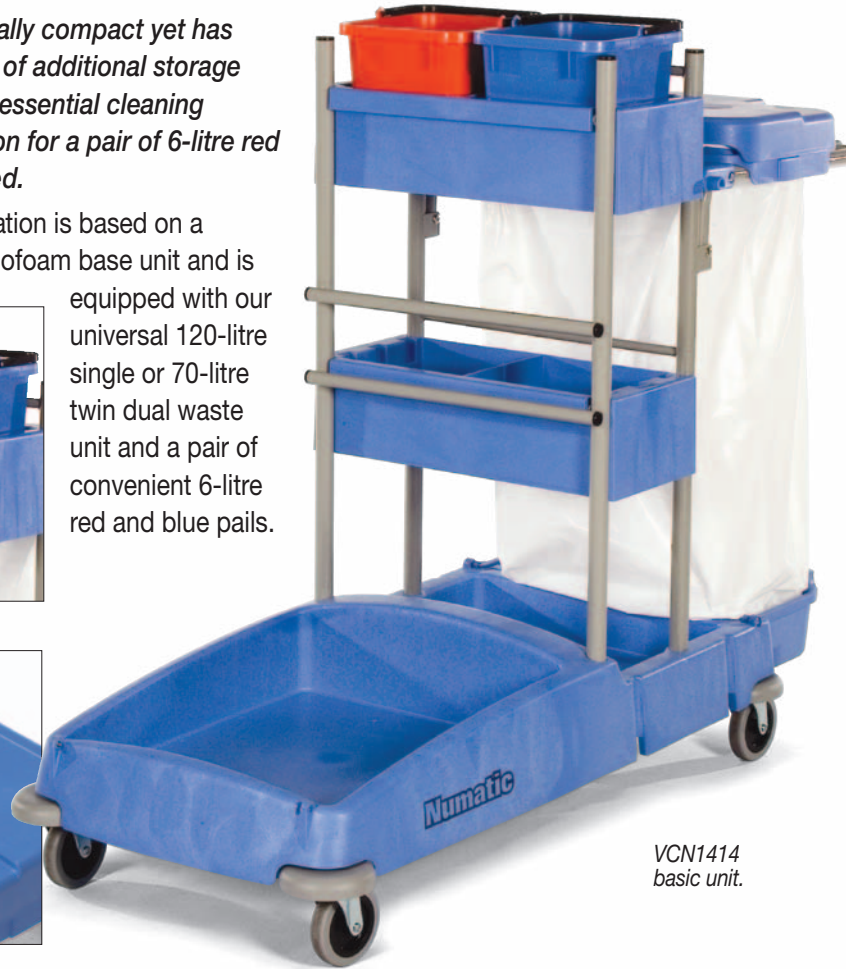 ally compact yet has
of additional storage
essential cleaning
on for a pair of 6-litre red
ed.
ation is based on a
ofoam base unit and is
equipped with our
universal 120-litre
single or 70-litre
twin dual waste
unit and a pair of
convenient 6-litre
red and blue pails.
Numatic
VCN1414
basic unit.